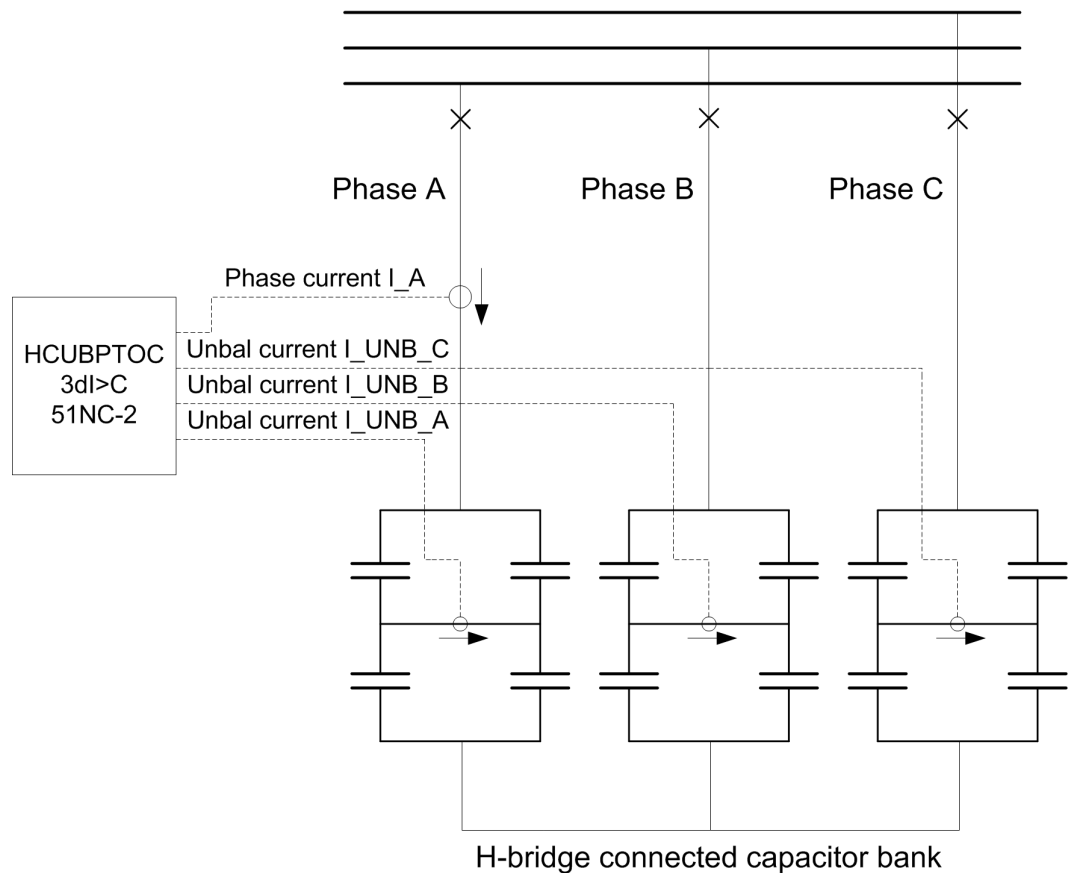 Phase A
Phase B
Phase C
Phase current I_A
HCUBPTOC
3dI>C
51NC-2
Unbal current I_UNB_C
Unbal current I_UNB_B
Unbal current I_UNB_A
H-bridge connected capacitor bank